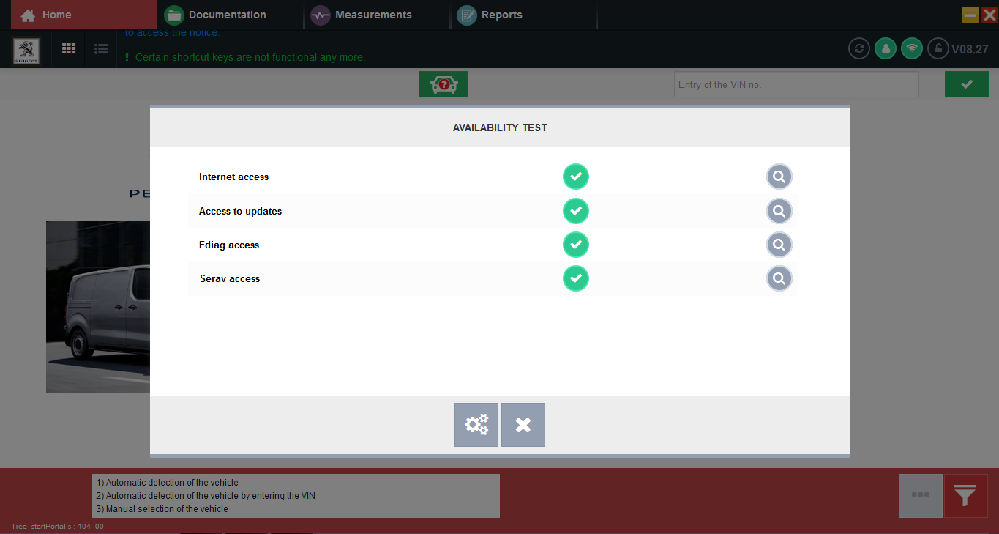 Home
Documentation
Measurements
Reports
to access the notice.
! Certain shortcut keys are not functional any more.
PEUGEOT
V08.27
?
Entry of the VIN no.
AVAILABILITY TEST
Internet access
Access to updates
Ediag access
Serav access
PE
1) Automatic detection of the vehicle
2) Automatic detection of the vehicle by entering the VIN
3) Manual selection of the vehicle
Tree_startPortal.s : 104_00